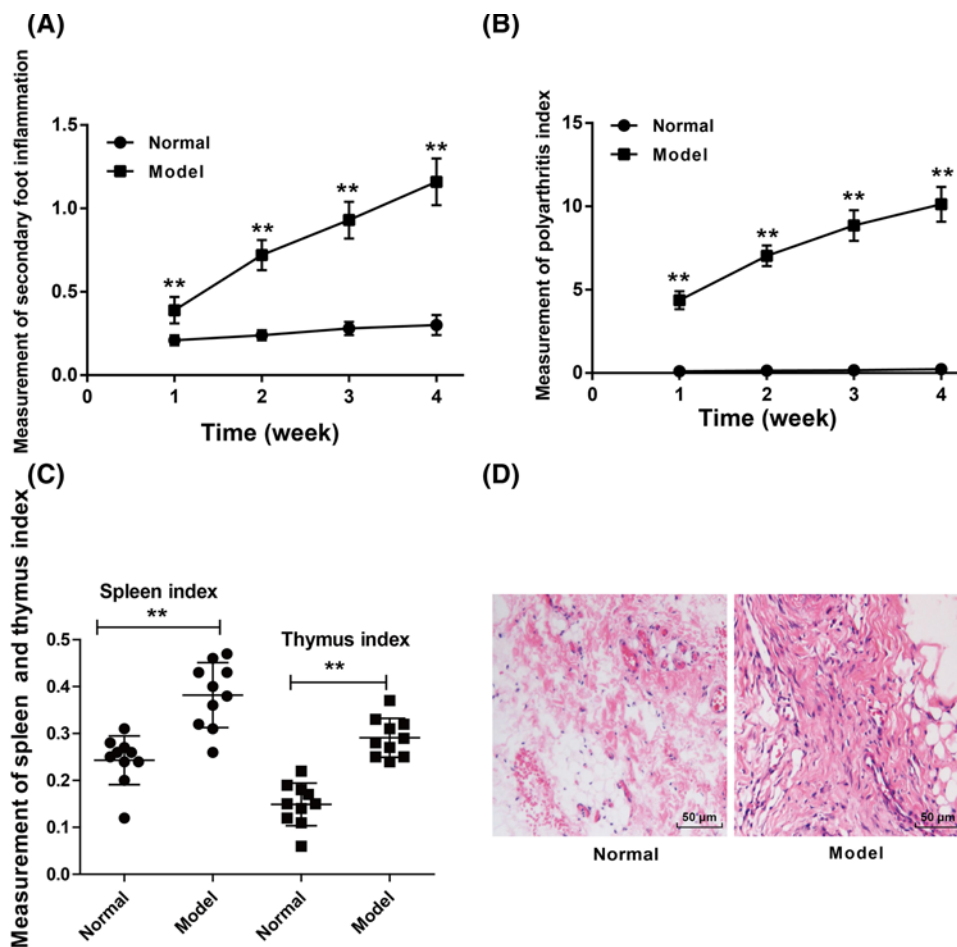 (A)
Measurement of secondary foot inflammation
1.5
1.0
0.5
0.0
Normal
Model
**
**
**
**
0
1
2
3
4
Time (week)
(B)
Measurement of polyarthritis index
15
10
5
0
Normal
Model
**
**
**
**
0
1
2
3
4
Time (week)
(C)
Measurement of spleen and thymus index
Spleen index
**
Thymus index
**
0.5
0.4
0.3
0.2
0.1
0.0
Normal
Model
Normal
Model
(D)
50 μm
Normal
50 μm
Model